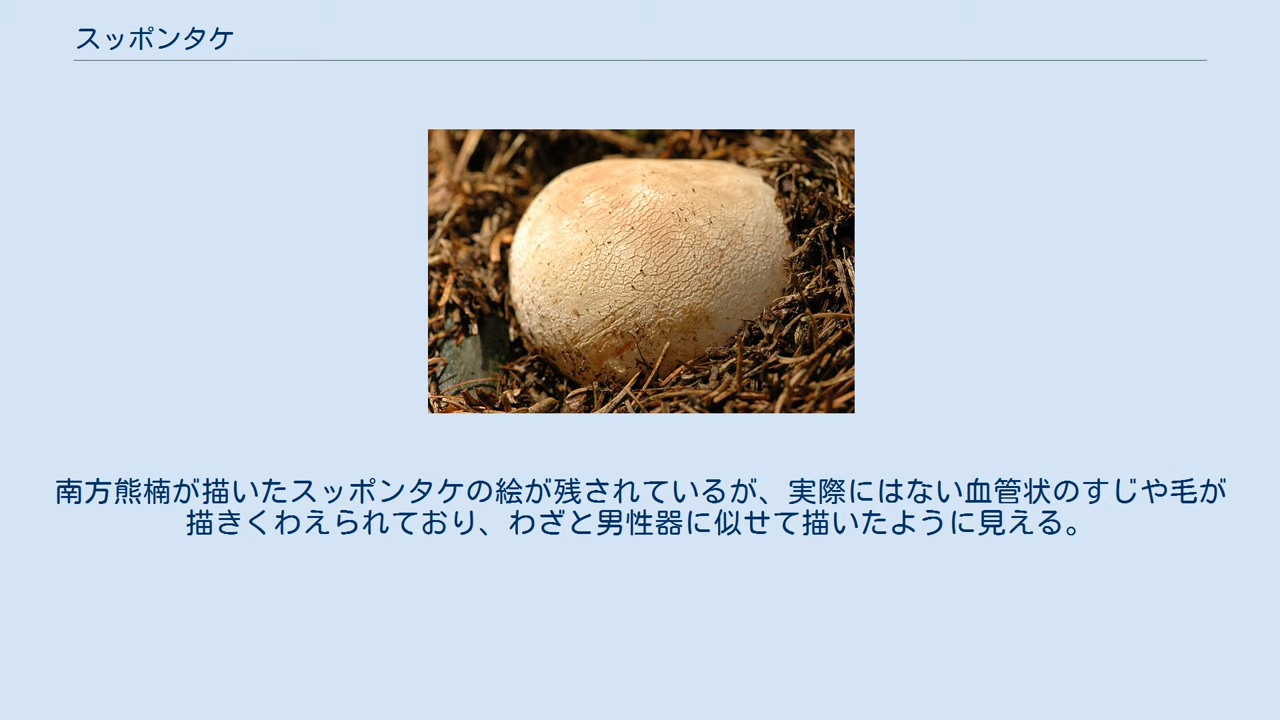 スッポンタケ
南方熊楠が描いたスッポンタケの絵が残されているが、実際にはない血管状のすじや毛が
描きくわえられており、わざと男性器に似せて描いたように見える。